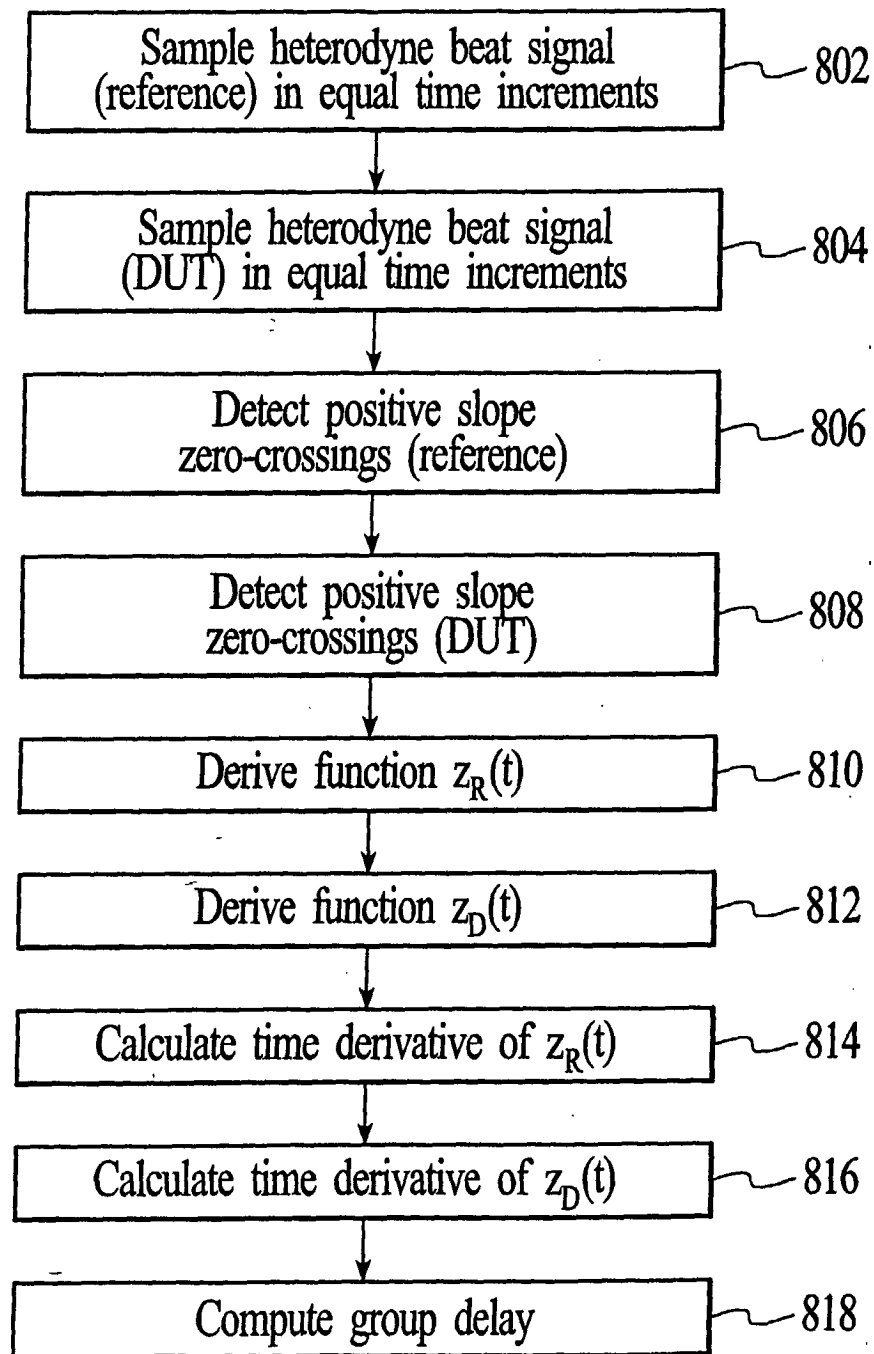 Sample heterodyne beat signal
(reference) in equal time increments
802
Sample heterodyne beat signal
(DUT) in equal time increments
804
Detect positive slope
zero-crossings (reference)
806
Detect positive slope
zero-crossings (DUT)
808
Derive function z_R(t)
810
Derive function z_D(t)
812
Calculate time derivative of z_R(t)
814
Calculate time derivative of z_D(t)
816
Compute group delay
818